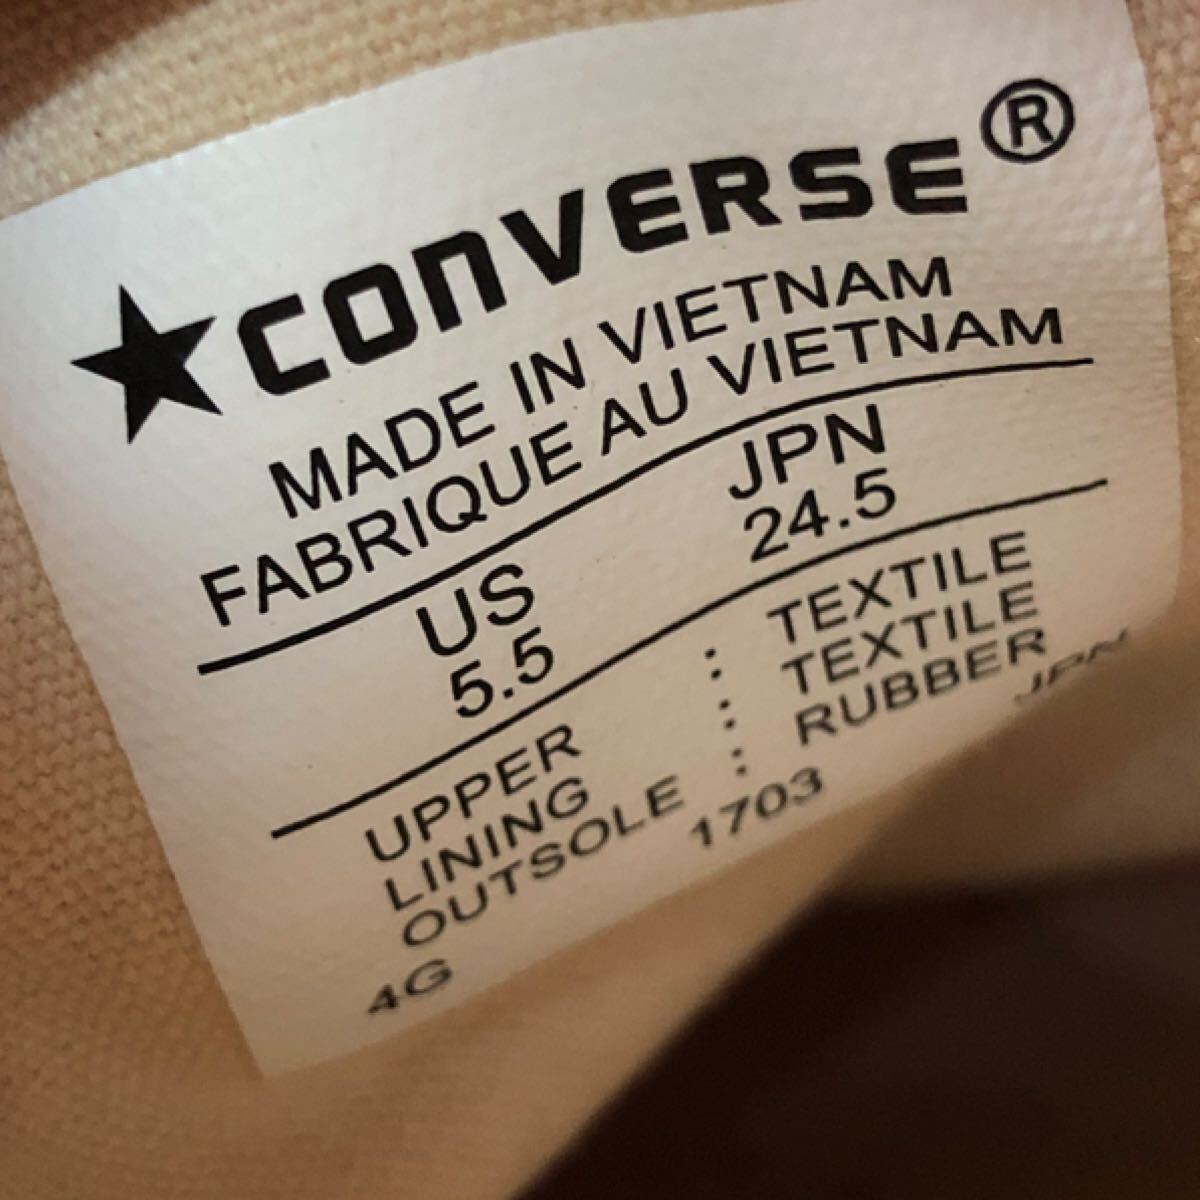 ★CONVERSE®
MADE IN VIETNAM
FABRIQUE AU VIETNAM
US JPN
5.5 24.5
UPPER : TEXTILE
LINING : TEXTILE
OUTSOLE : RUBBER
4G 1703 JPN